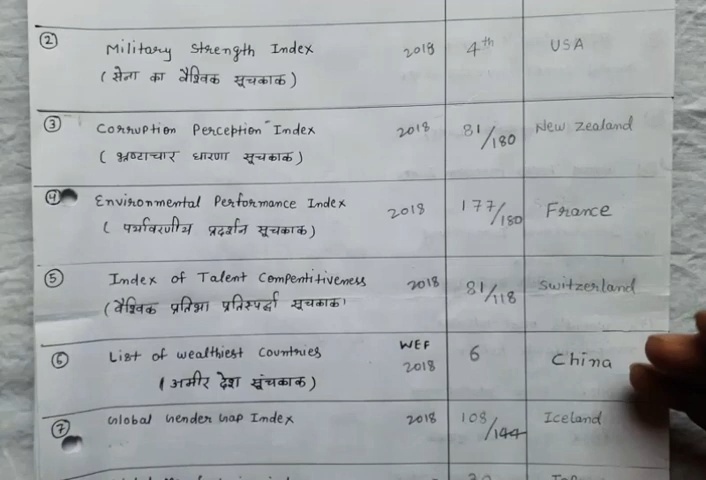 ② Military Strength Index 2018 4th USA
(सेना का वैश्विक सूचकाक)
③ Corruption Perception Index 2018 81/180 New Zealand
(भ्रष्टाचार धारणा सूचकाक)
④ Environmental Performance Index 2018 177/180 France
(पर्यावरणीय प्रदर्शन सूचकाक)
⑤ Index of Talent Compentitiveness 2018 81/118 Switzerland
(वैश्विक प्रतिभा प्रतिस्पर्द्धा सूचकाक)
⑥ List of wealthiest Countries WEF 2018 6 China
(अमीर देश सूंचकाक)
⑦ Global Gender Gap Index 2018 108/144 Iceland